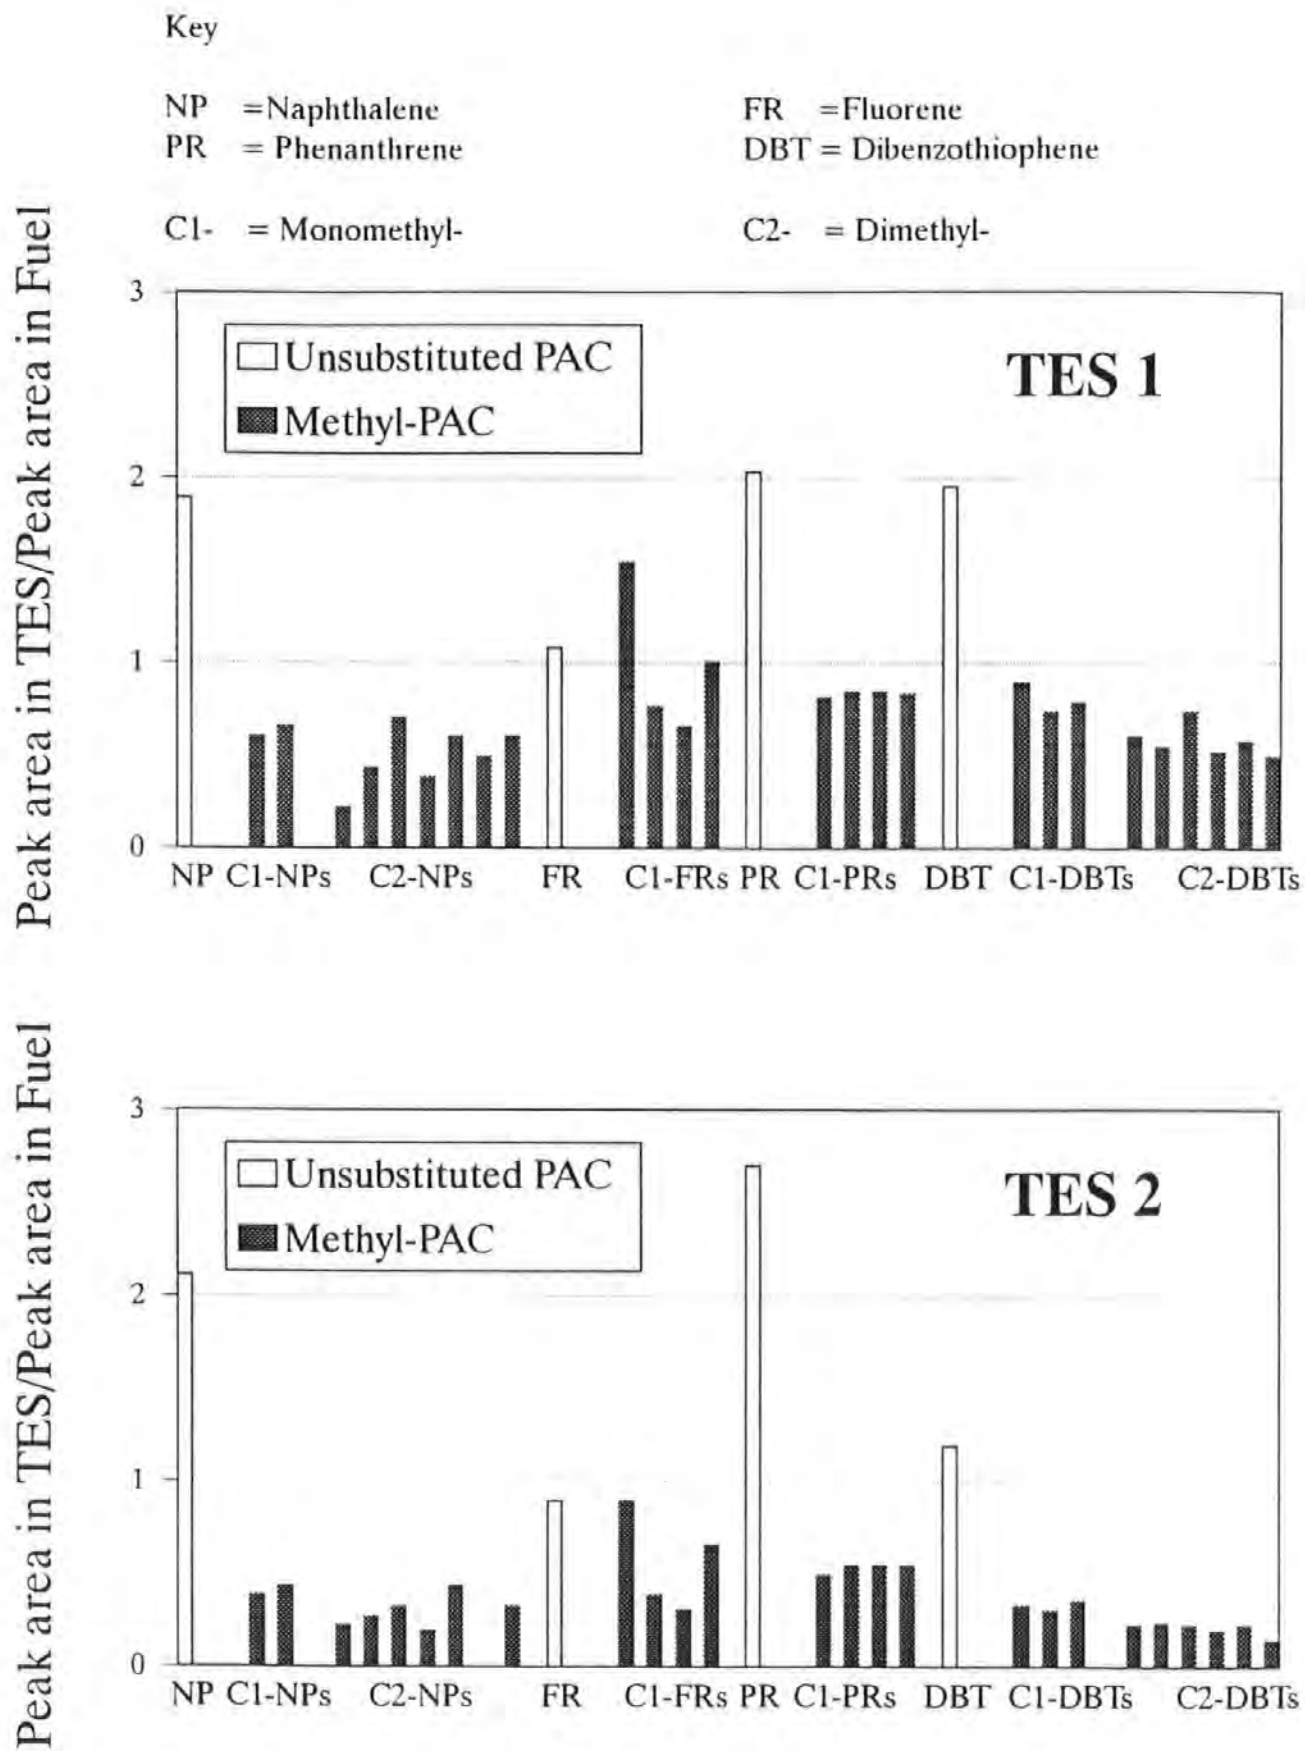 Key
NP =Naphthalene FR =Fluorene
PR = Phenanthrene DBT = Dibenzothiophene
C1- = Monomethyl- C2- = Dimethyl-
Peak area in TES/Peak area in Fuel
3
2
1
0
Unsubstituted PAC
Methyl-PAC
TES 1
NP C1-NPs C2-NPs FR C1-FRs PR C1-PRs DBT C1-DBTs C2-DBTs
Peak area in TES/Peak area in Fuel
3
2
1
0
Unsubstituted PAC
Methyl-PAC
TES 2
NP C1-NPs C2-NPs FR C1-FRs PR C1-PRs DBT C1-DBTs C2-DBTs